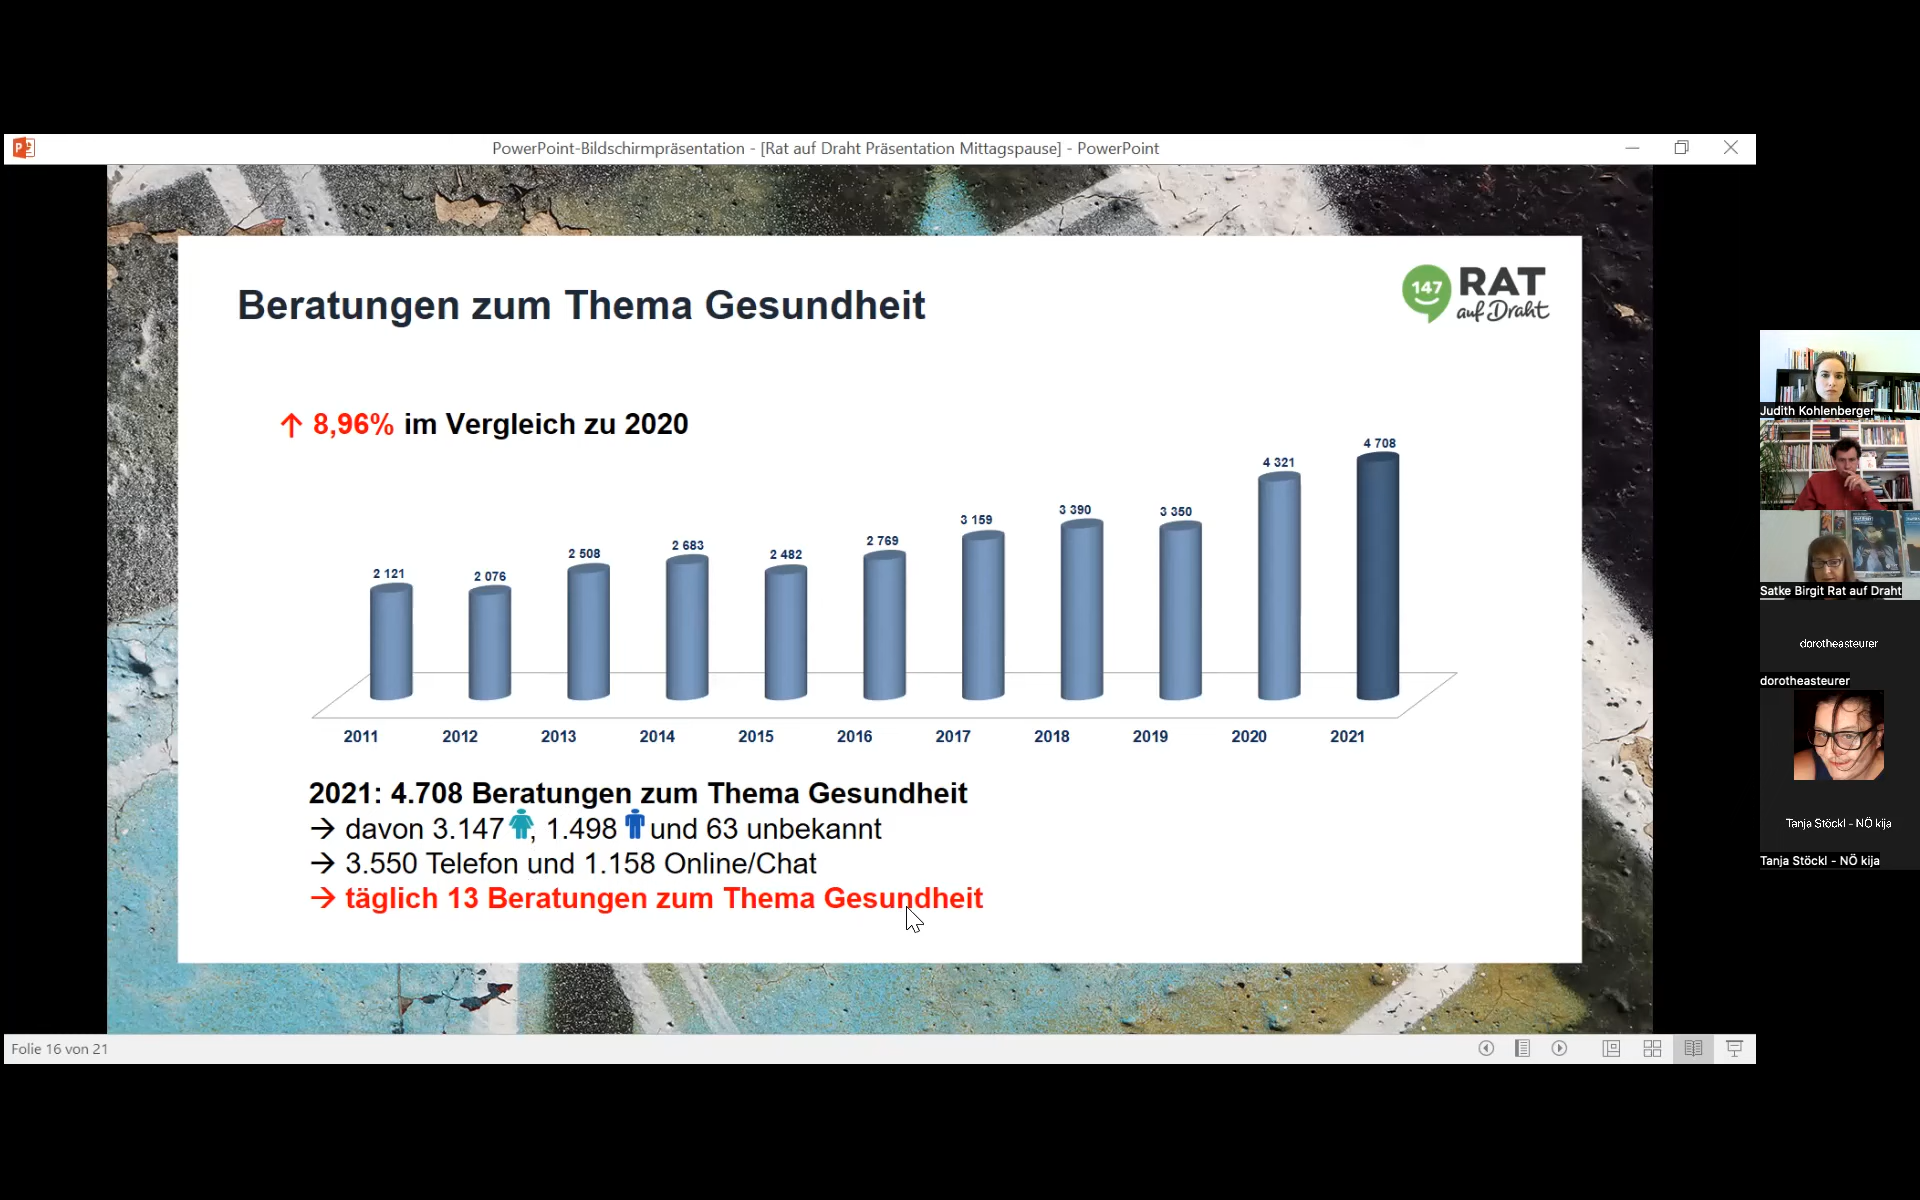 PowerPoint-Bildschirmpräsentation - [Rat auf Draht Präsentation Mittagspause] - PowerPoint
Beratungen zum Thema Gesundheit
147 RAT
auf Draht
↑ 8,96% im Vergleich zu 2020
2 121
2 076
2 508
2 683
2 482
2 769
3 159
3 390
3 350
4 321
4 708
2011 2012 2013 2014 2015 2016 2017 2018 2019 2020 2021
2021: 4.708 Beratungen zum Thema Gesundheit
→ davon 3.147 , 1.498 und 63 unbekannt
→ 3.550 Telefon und 1.158 Online/Chat
→ täglich 13 Beratungen zum Thema Gesundheit
Folie 16 von 21
Judith Kohlenberger
Satke Birgit Rat auf Draht
dorotheasteurer
dorotheasteurer
Tanja Stöckl - NÖ kija
Tanja Stöckl - NÖ kija